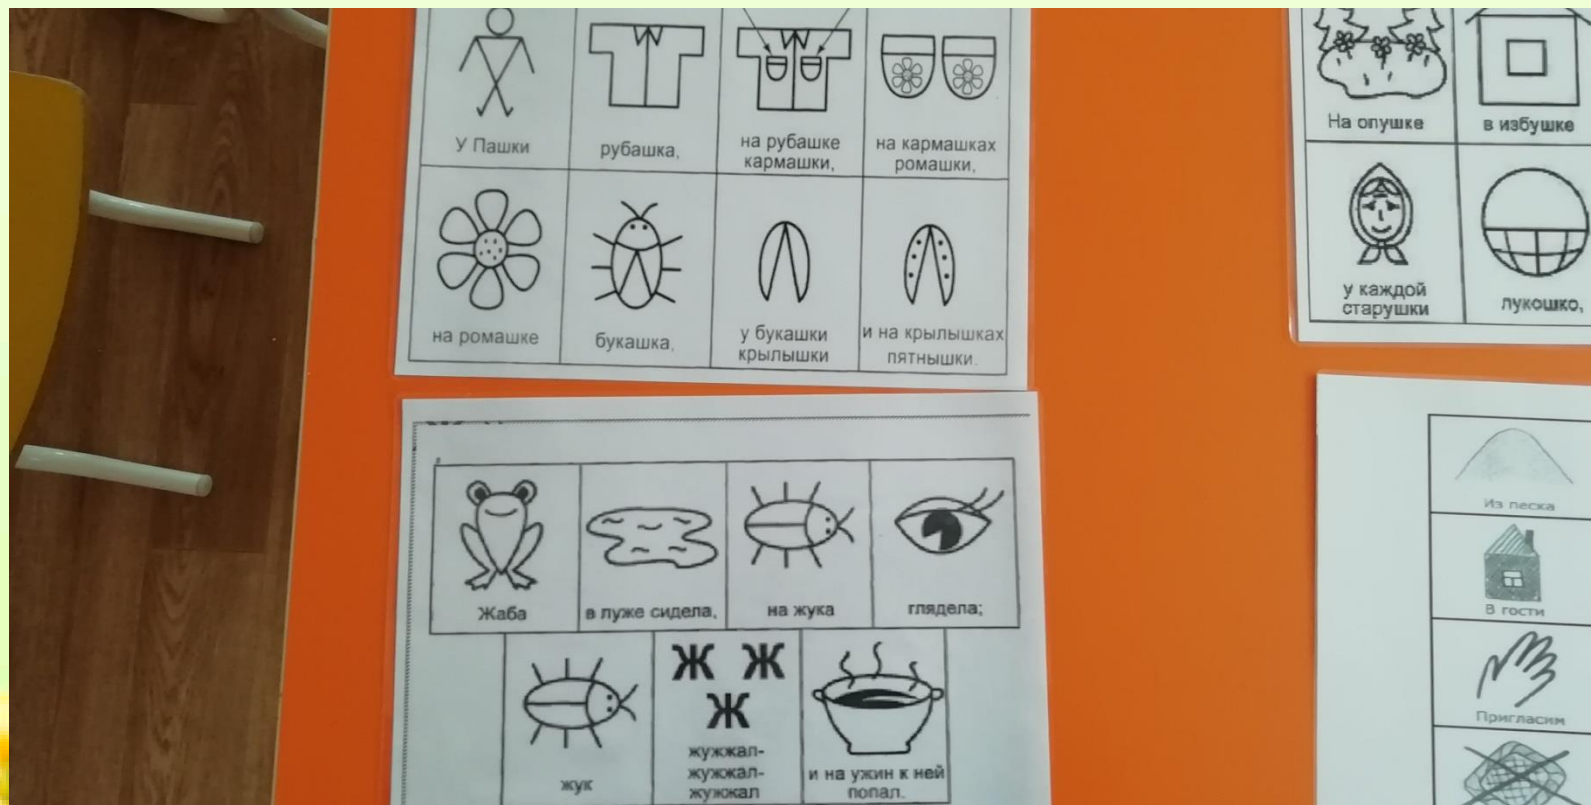 У Пашки
рубашка,
на рубашке
кармашки,
на кармашках
ромашки,
на ромашке
букашка,
у букашки
крылышки
и на крылышках
пятнышки.
Жаба
в луже сидела,
на жука
глядела;
жук
Ж Ж
Ж
жужжал-
жужжал-
жужжал
и на ужин к ней
попал.
На опушке
в избушке
у каждой
старушки
лукошко,
Из песка
В гости
Пригласим